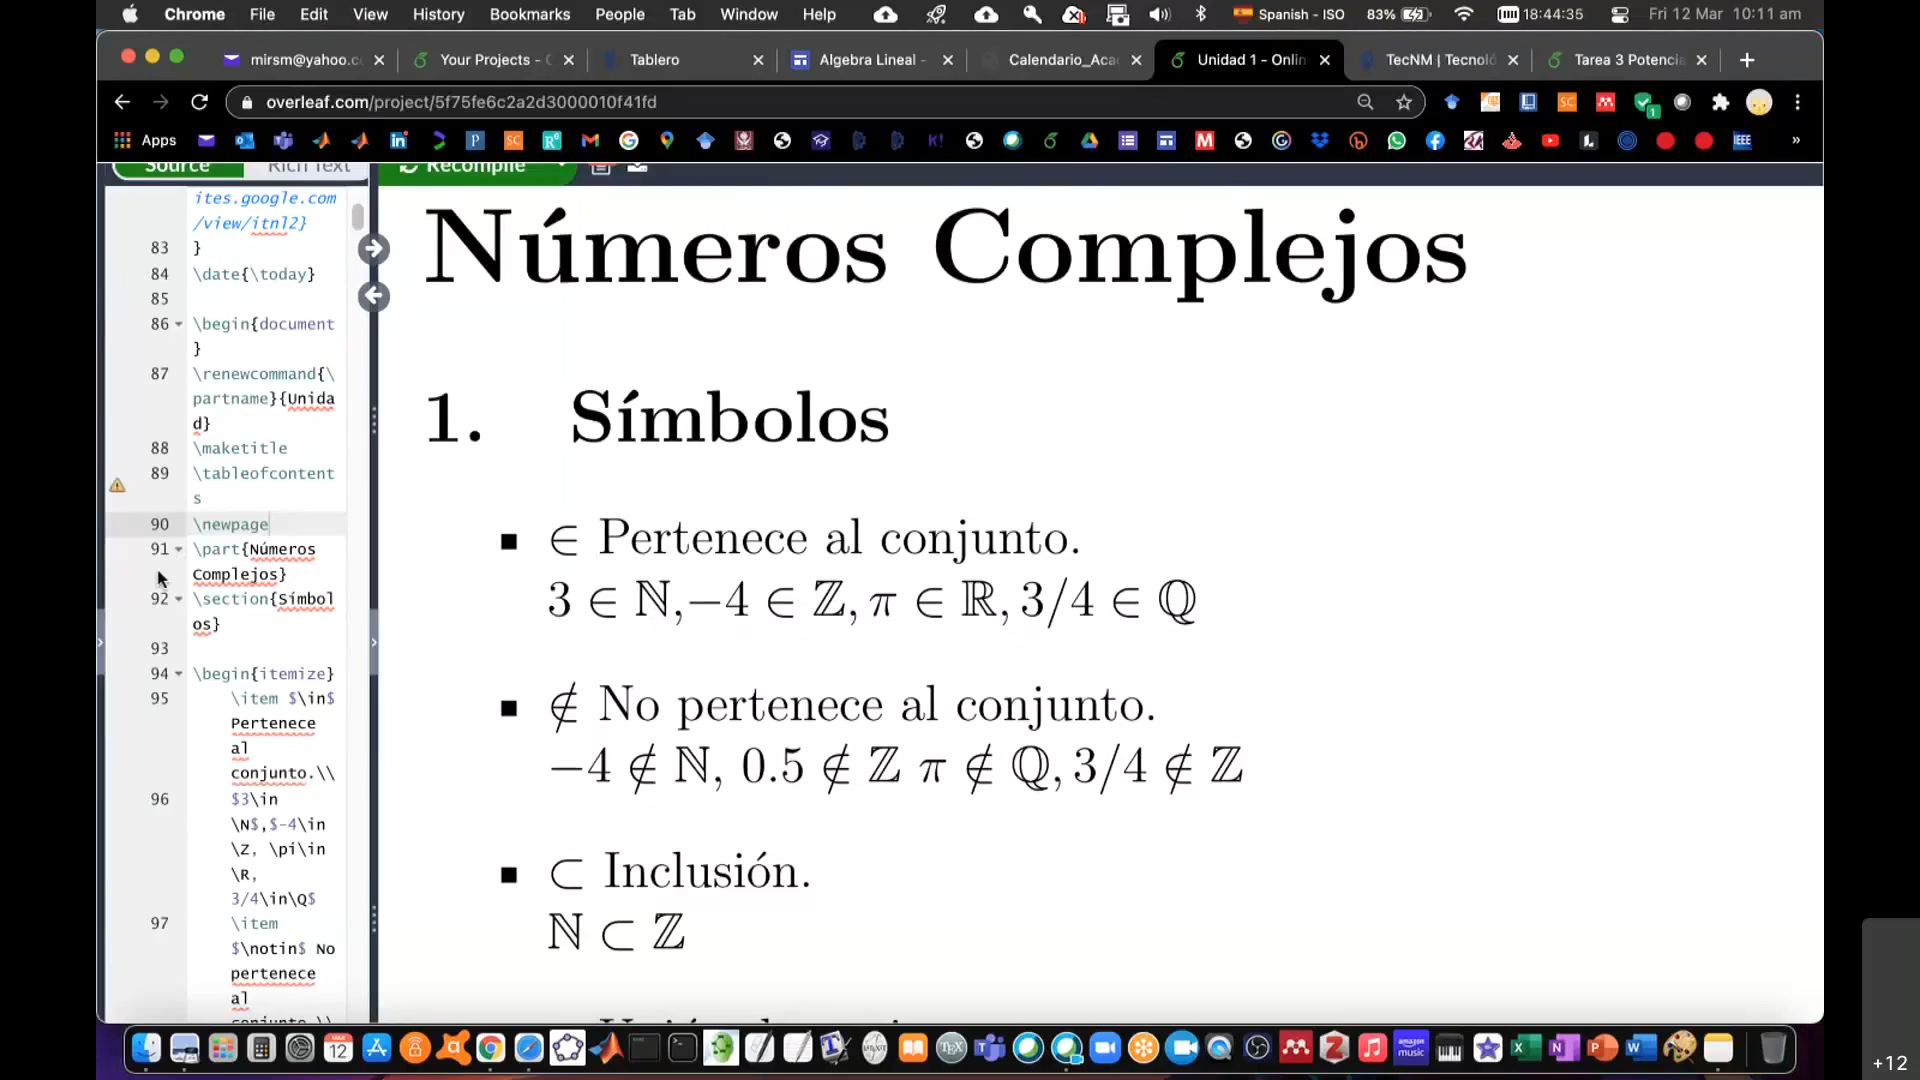 Chrome File Edit View History Bookmarks People Tab Window Help Spanish - ISO 83% 18:44:35 Fri 12 Mar 10:11 am
mirsm@yahoo.c Your Projects - Tablero Algebra Lineal - Calendario_Aca Unidad 1 - Onlin TecNM | Tecnoló Tarea 3 Potencia
overleaf.com/project/5f75fe6c2a2d3000010f41fd
Apps
Source Rich Text Recompile
ites.google.com
/view/itnl2}
83 }
84 \date{\today}
85
86 \begin{document
}
87 \renewcommand{\
partname}{Unida
d}
88 \maketitle
89 \tableofcontent
s
90 \newpage
91 \part{Números
Complejos}
92 \section{Símbol
os}
93
94 \begin{itemize}
95 \item $\in$
Pertenece
al
conjunto.\\
96 $3\in
\N$,$-4\in
\Z, \pi\in
\R,
3/4\in\Q$
97 \item
$\notin$ No
pertenece
al
conjunto.\\
Números Complejos
1. Símbolos
∈ Pertenece al conjunto.
3 ∈ ℕ,−4 ∈ ℤ, π ∈ ℝ, 3/4 ∈ ℚ
∉ No pertenece al conjunto.
−4 ∉ ℕ, 0.5 ∉ ℤ π ∉ ℚ, 3/4 ∉ ℤ
⊂ Inclusión.
ℕ ⊂ ℤ
+12